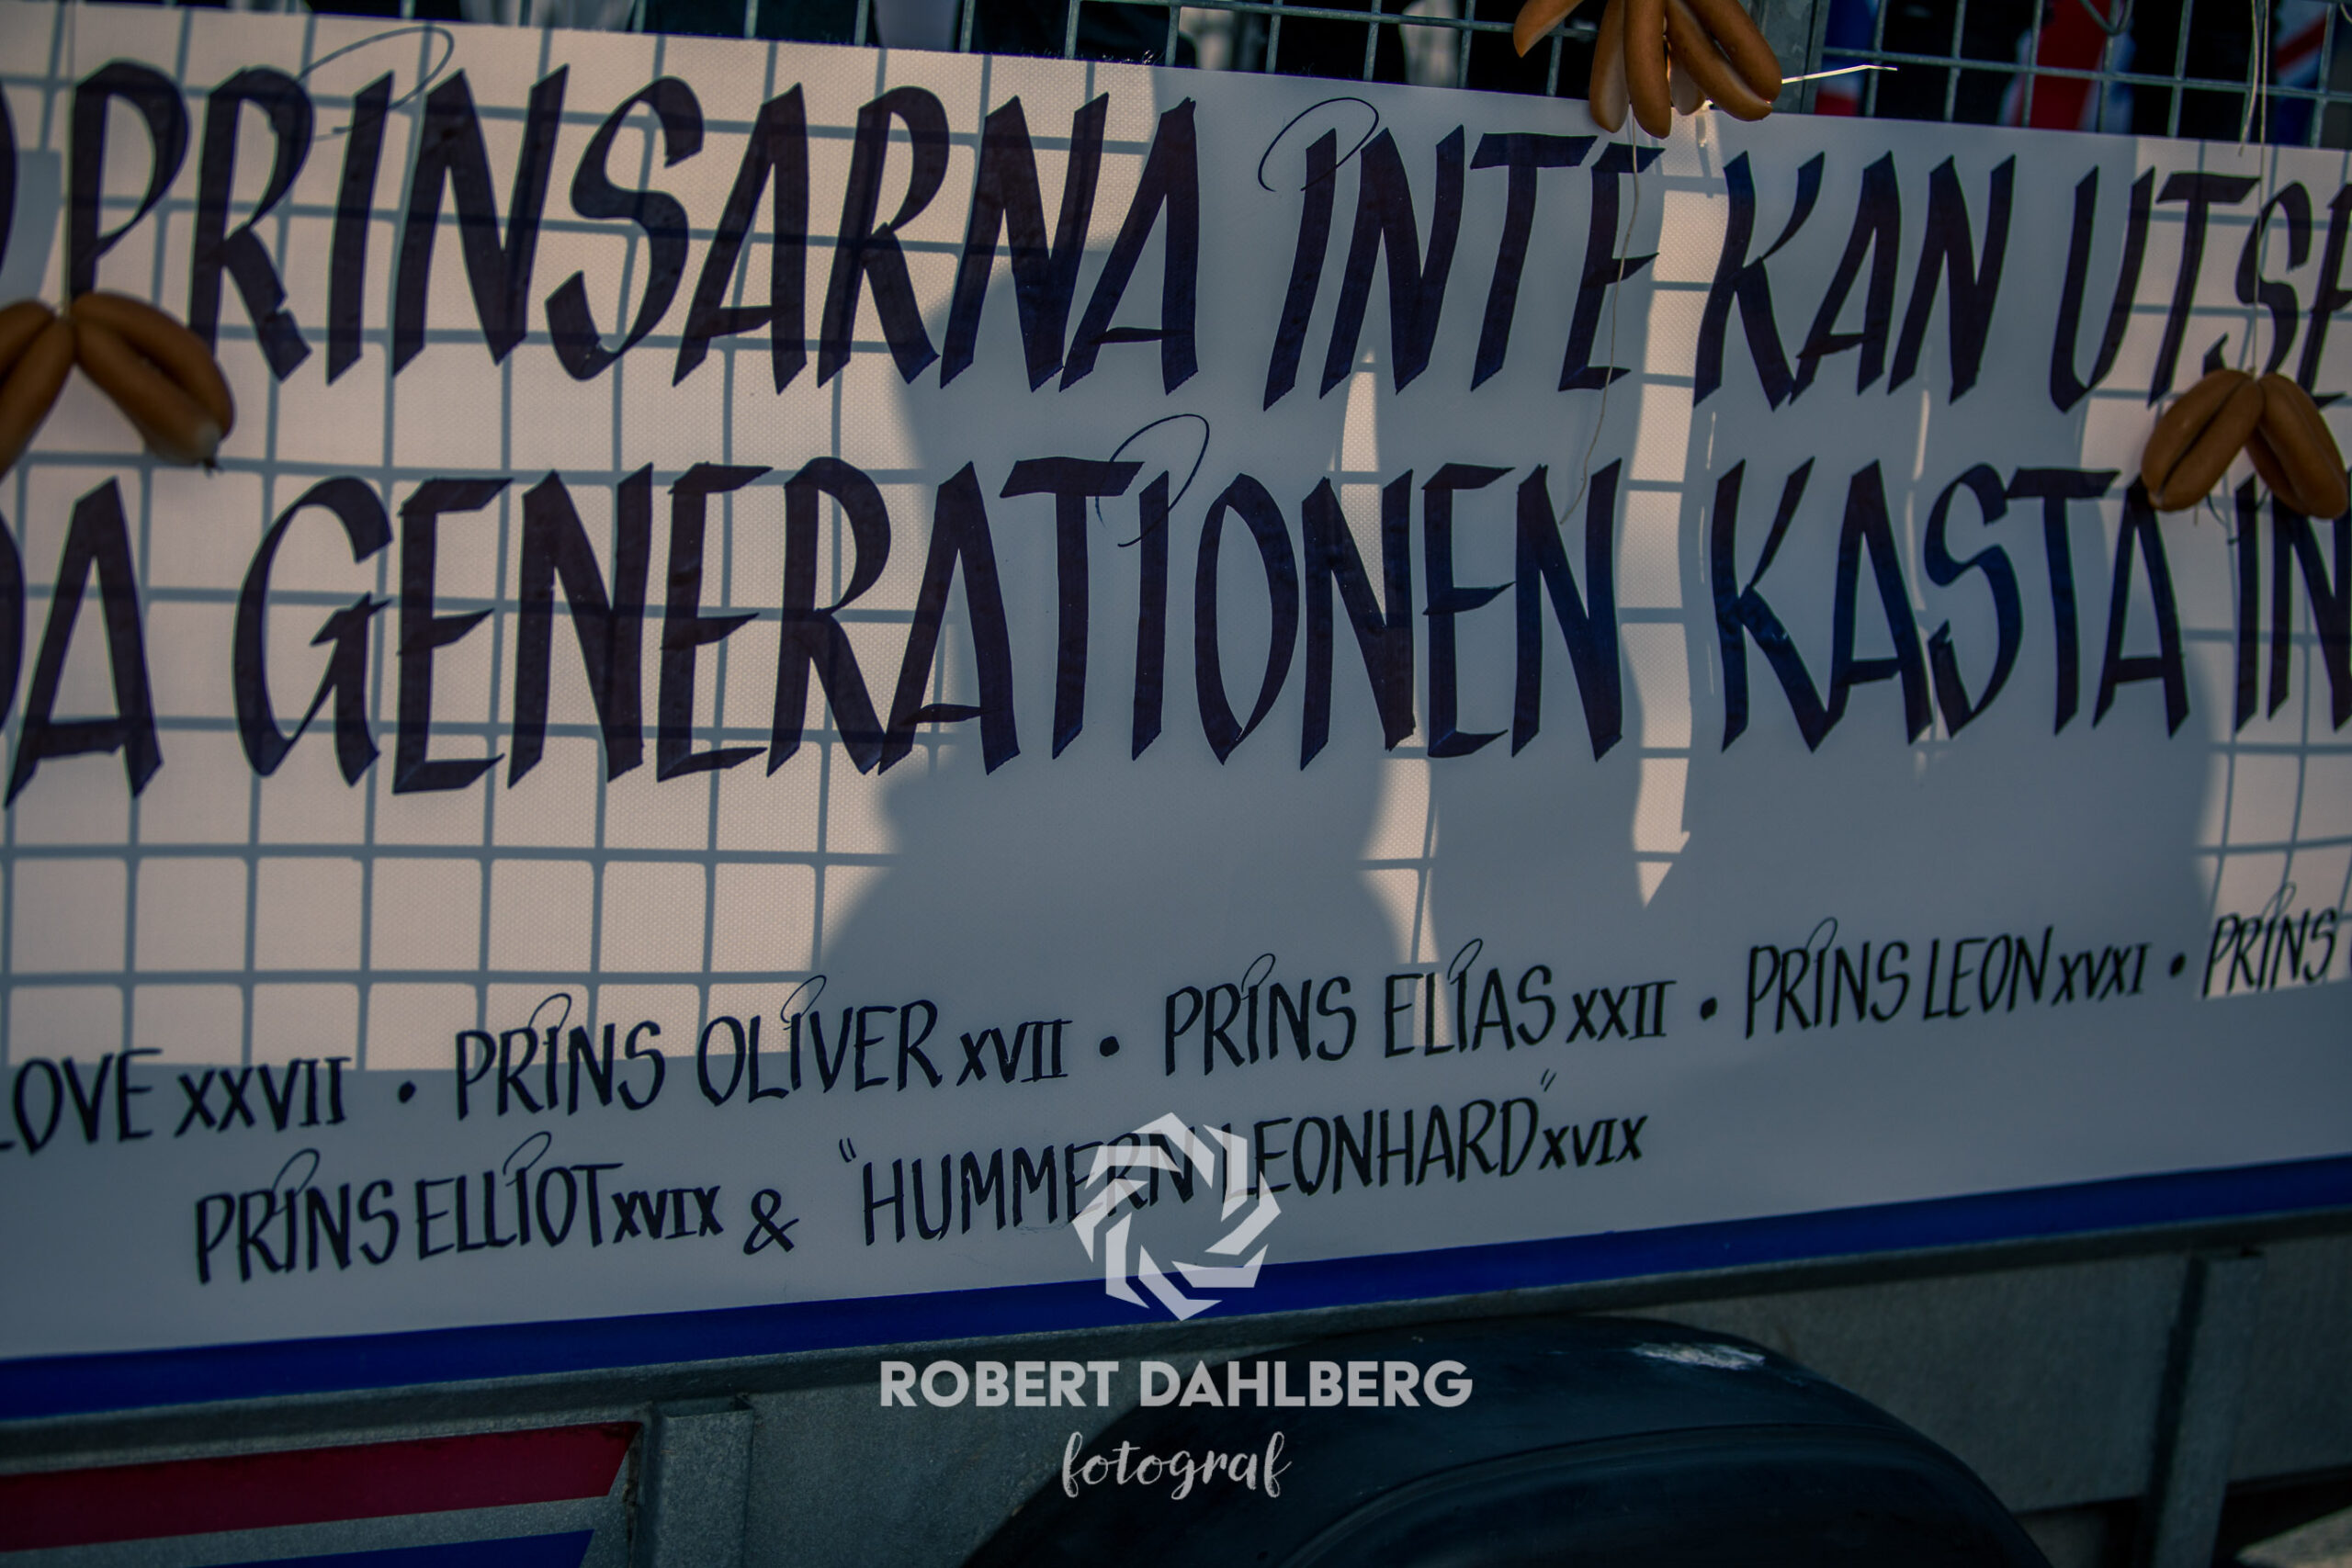 PRINSARNA INTE KAN UTSE
DA GENERATIONEN KASTA IN
LOVE XXVII • PRINS OLIVER XVII • PRINS ELIAS XXII • PRINS LEON XVXI • PRINS
PRINS ELLIOT XVIX & "HUMMERN LEONHARD" XVIX
ROBERT DAHLBERG
fotograf